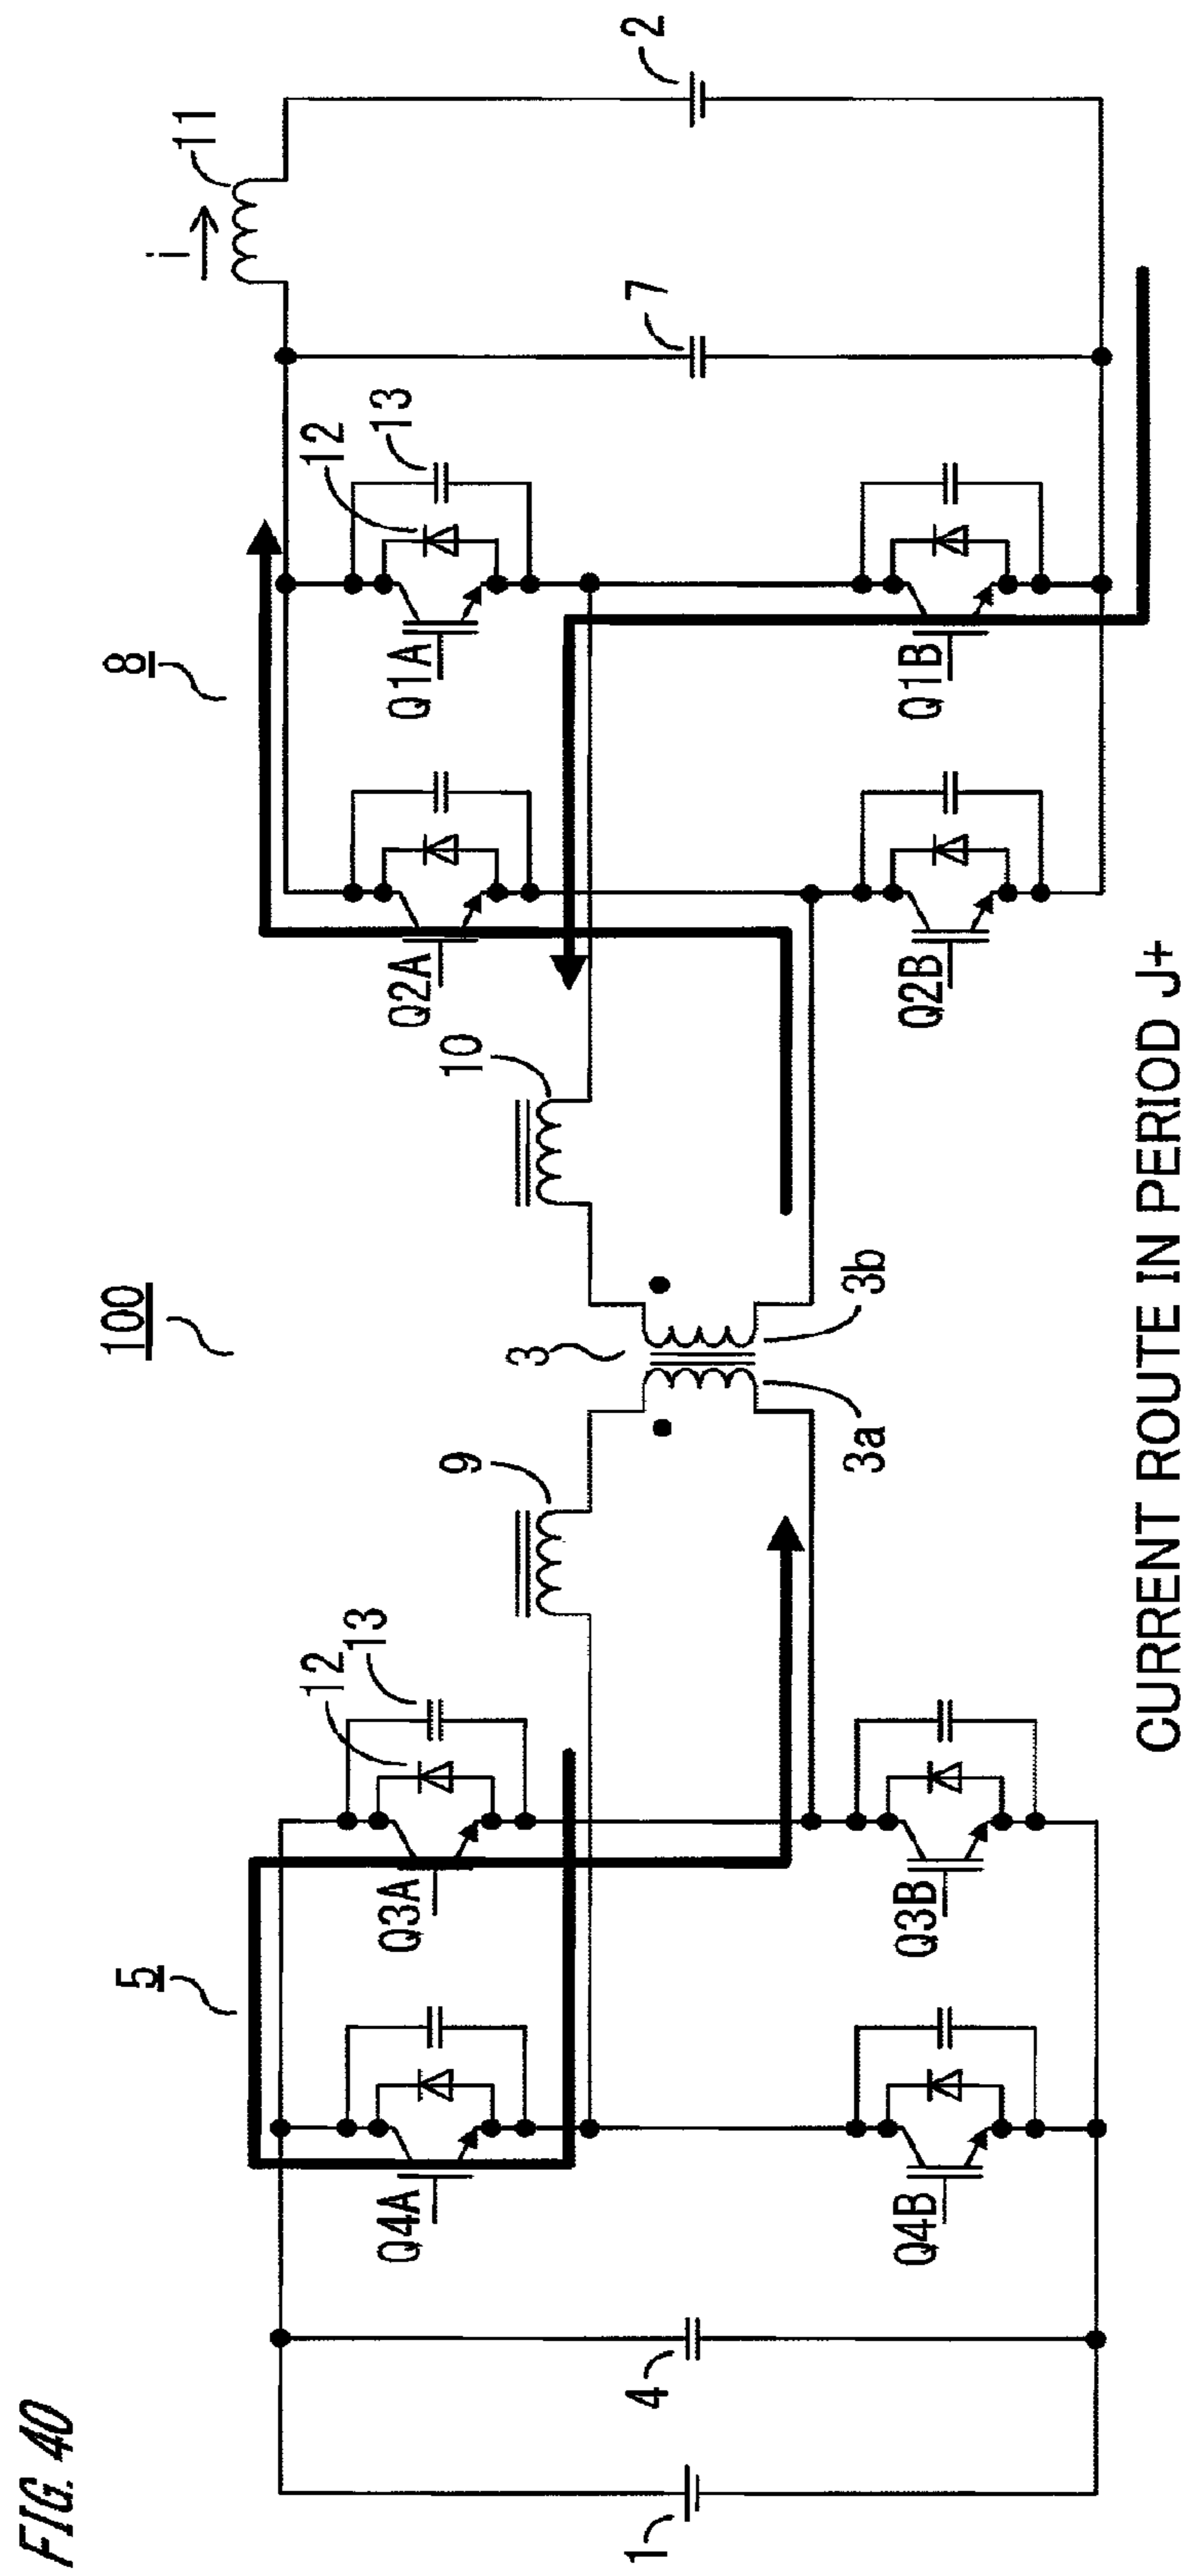 FIG. 40
100
5
8
i
11
12
13
12
13
Q4A
Q3A
9
10
Q2A
Q1A
1
4
3
7
2
3a
3b
Q4B
Q3B
Q2B
Q1B
CURRENT ROUTE IN PERIOD J+